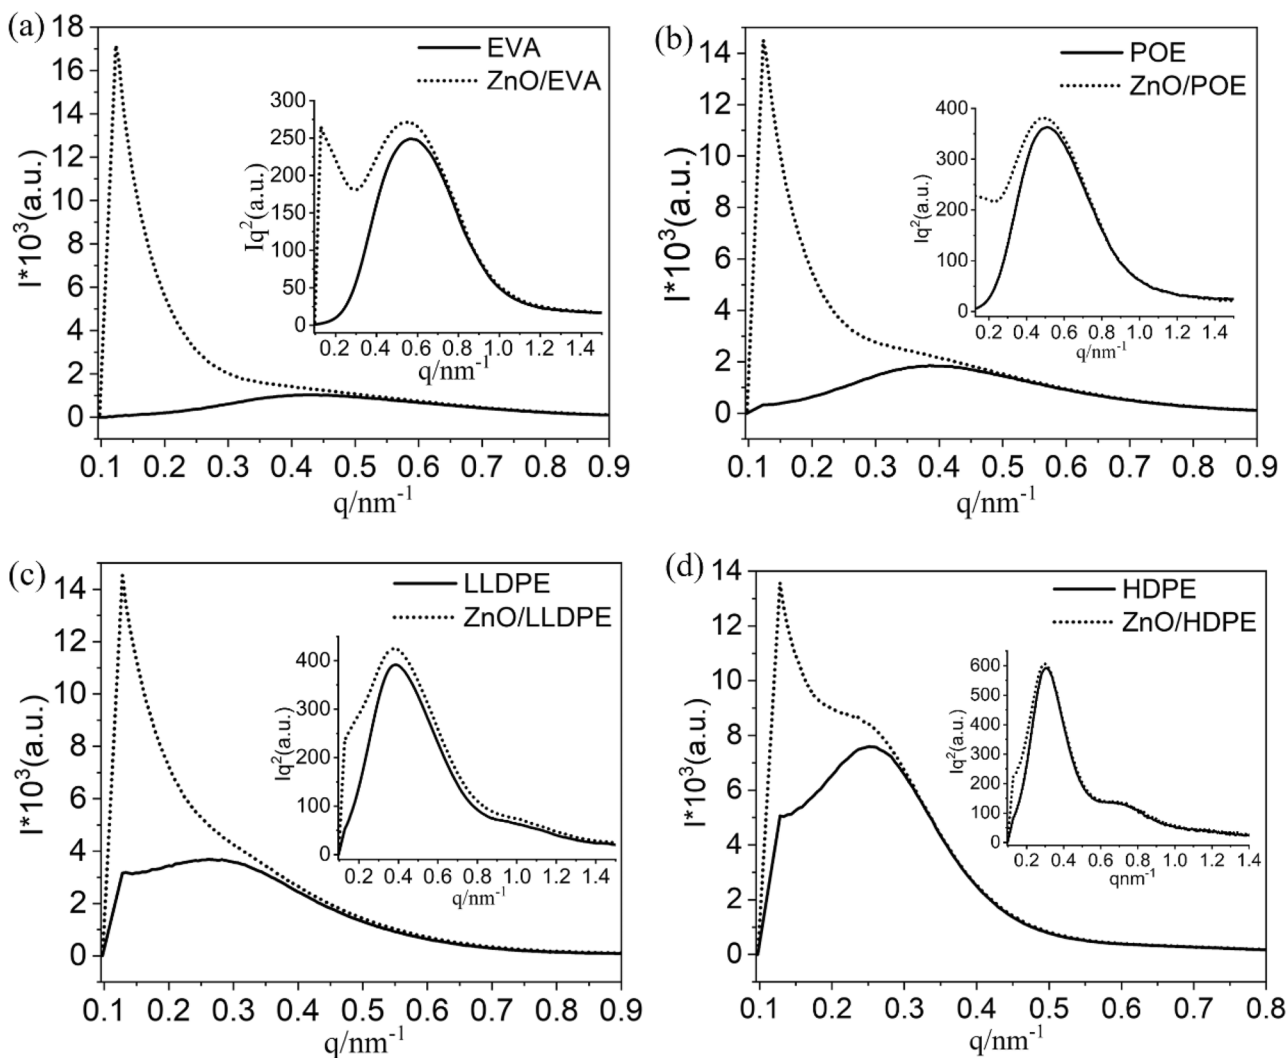 (a)
18
16
14
12
10
8
6
4
2
0
I*10³(a.u.)
EVA
ZnO/EVA
300
250
200
150
100
50
0
Iq²(a.u.)
0.2 0.4 0.6 0.8 1.0 1.2 1.4
q/nm⁻¹
0.1 0.2 0.3 0.4 0.5 0.6 0.7 0.8 0.9
q/nm⁻¹
(b)
14
12
10
8
6
4
2
0
I*10³(a.u.)
POE
ZnO/POE
400
300
200
100
0
Iq²(a.u.)
0.2 0.4 0.6 0.8 1.0 1.2 1.4
q/nm⁻¹
0.1 0.2 0.3 0.4 0.5 0.6 0.7 0.8 0.9
q/nm⁻¹
(c)
14
12
10
8
6
4
2
0
I*10³(a.u.)
LLDPE
ZnO/LLDPE
400
300
200
100
0
Iq²(a.u.)
0.2 0.4 0.6 0.8 1.0 1.2 1.4
q/nm⁻¹
0.1 0.2 0.3 0.4 0.5 0.6 0.7 0.8 0.9
q/nm⁻¹
(d)
14
12
10
8
6
4
2
0
I*10³(a.u.)
HDPE
ZnO/HDPE
600
500
400
300
200
100
0
Iq²(a.u.)
0.2 0.4 0.6 0.8 1.0 1.2 1.4
qnm⁻¹
0.1 0.2 0.3 0.4 0.5 0.6 0.7 0.8
q/nm⁻¹